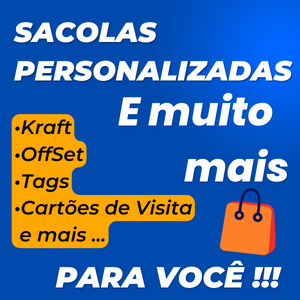 SACOLAS
PERSONALIZADAS
E muito
mais
•Kraft
•OffSet
•Tags
•Cartões de Visita
e mais ...
PARA VOCÊ !!!